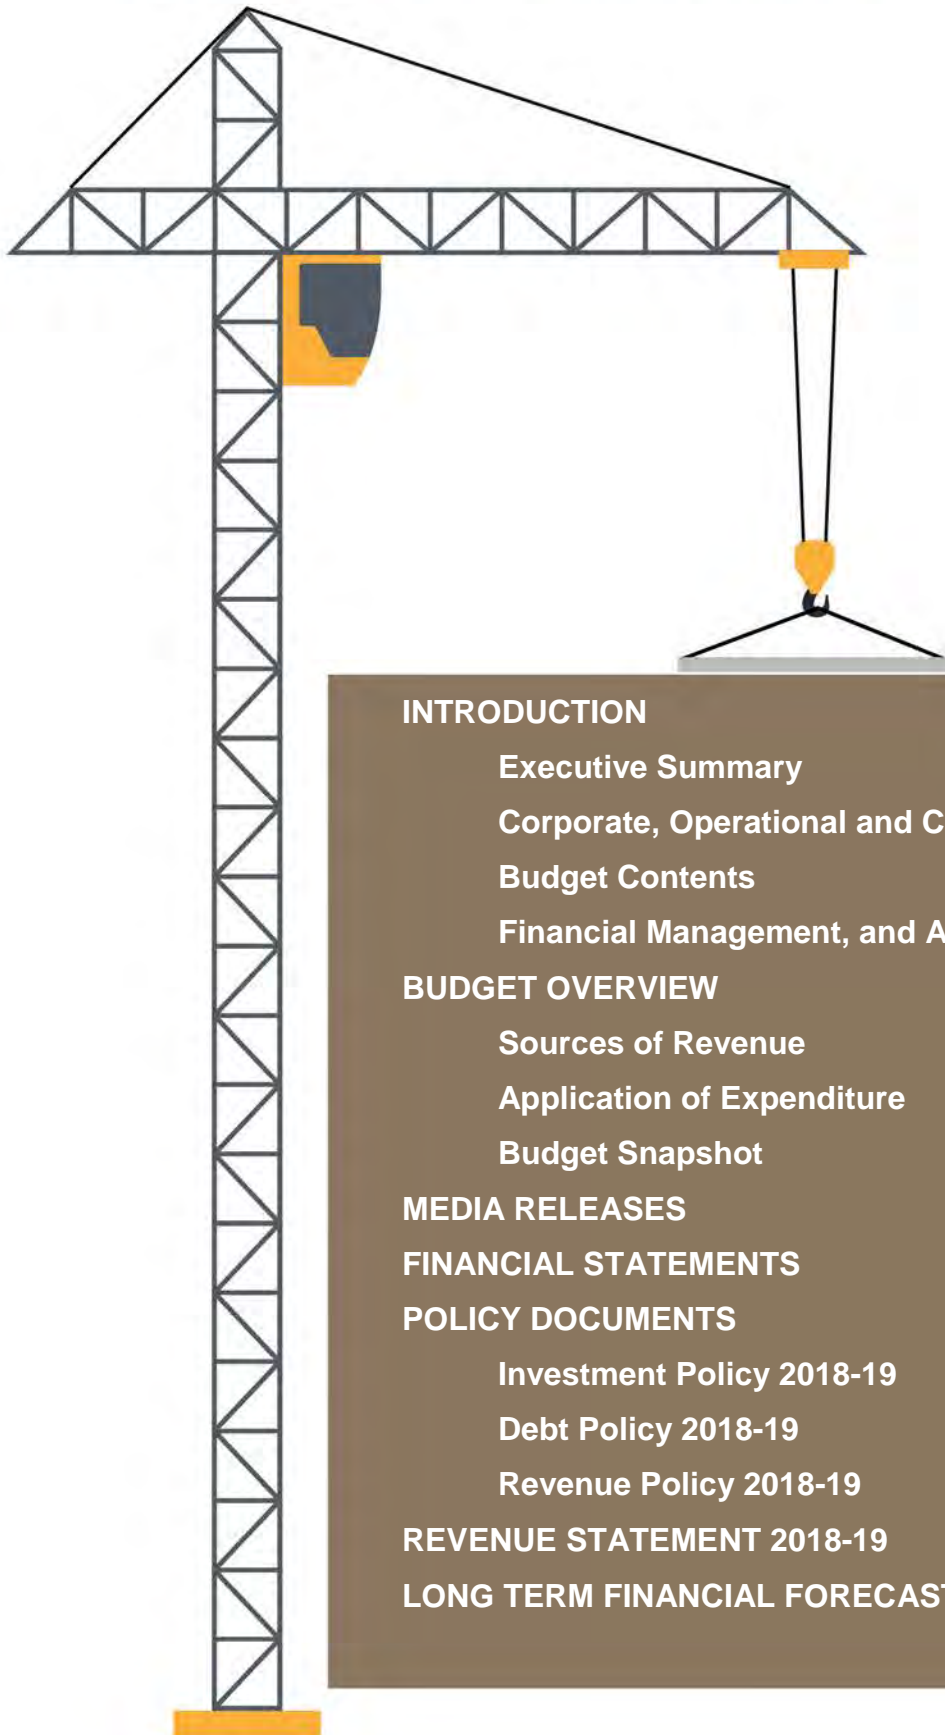 INTRODUCTION
Executive Summary
Corporate, Operational and C
Budget Contents
Financial Management, and A
BUDGET OVERVIEW
Sources of Revenue
Application of Expenditure
Budget Snapshot
MEDIA RELEASES
FINANCIAL STATEMENTS
POLICY DOCUMENTS
Investment Policy 2018-19
Debt Policy 2018-19
Revenue Policy 2018-19
REVENUE STATEMENT 2018-19
LONG TERM FINANCIAL FORECAST